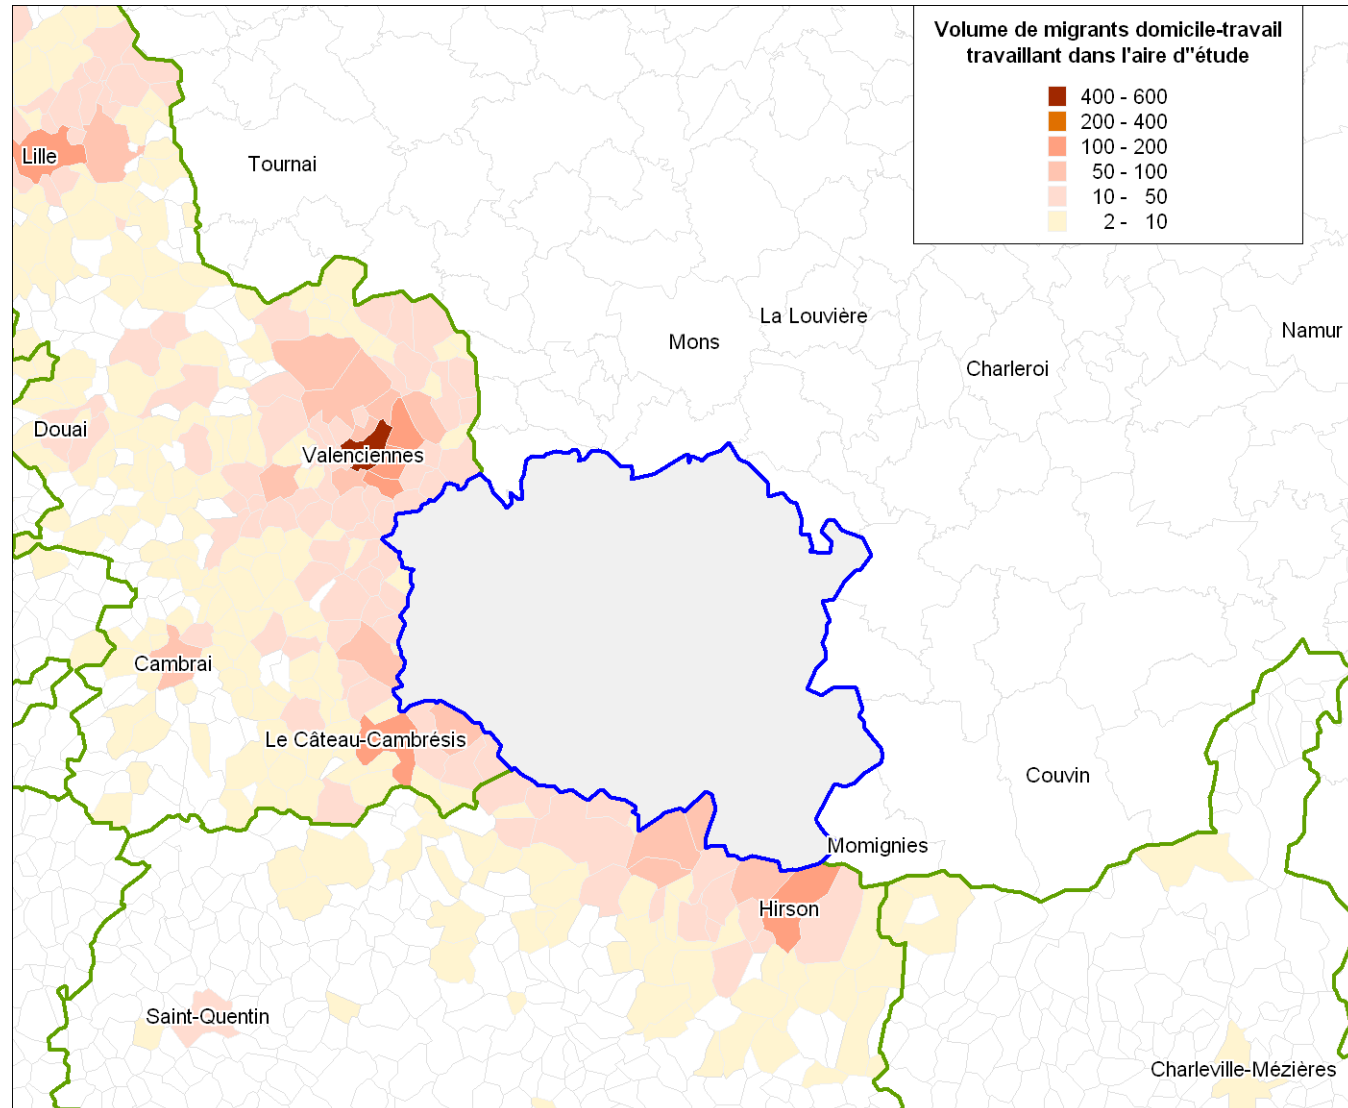 Volume de migrants domicile-travail
travaillant dans l'aire d"étude
400 - 600
200 - 400
100 - 200
50 - 100
10 - 50
2 - 10
Lille
Tournai
La Louvière
Mons
Namur
Charleroi
Douai
Valenciennes
Cambrai
Le Câteau-Cambrésis
Couvin
Momignies
Hirson
Saint-Quentin
Charleville-Mézières